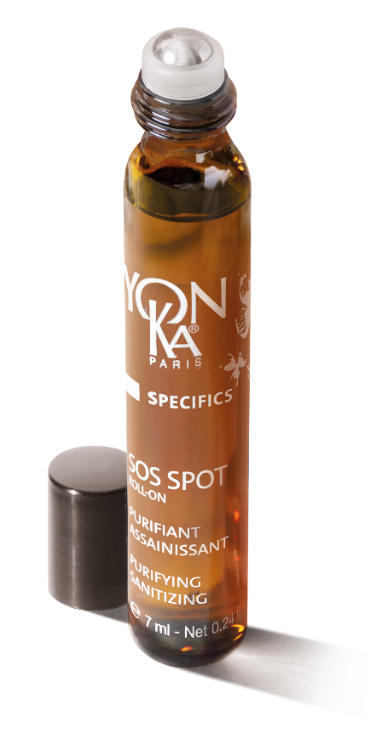 YON
KA®
PARIS
SPECIFICS
SOS SPOT
ROLL-ON
PURIFIANT
ASSAINISSANT
PURIFYING
SANITIZING
℮ 7 ml - Net 0.24